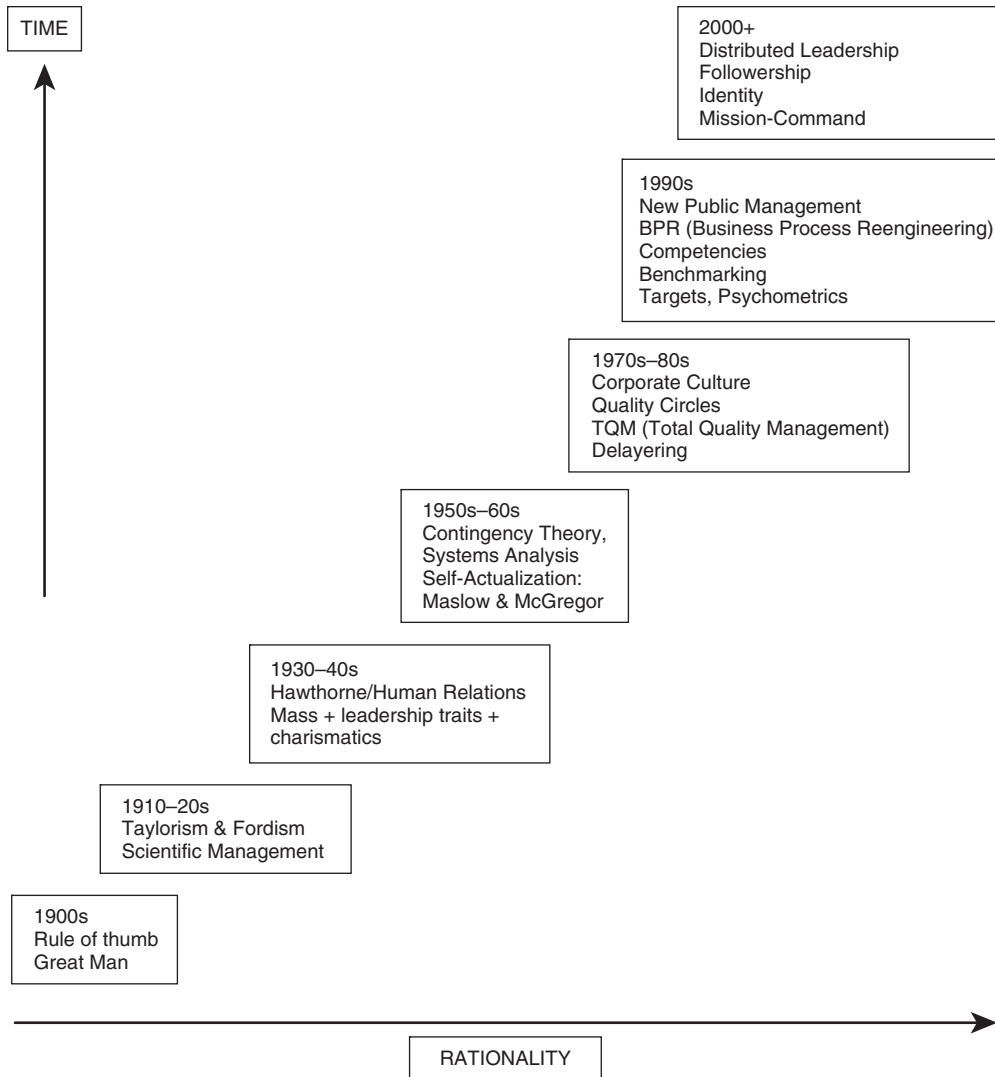 TIME
2000+
Distributed Leadership
Followership
Identity
Mission-Command
1990s
New Public Management
BPR (Business Process Reengineering)
Competencies
Benchmarking
Targets, Psychometrics
1970s–80s
Corporate Culture
Quality Circles
TQM (Total Quality Management)
Delayering
1950s–60s
Contingency Theory,
Systems Analysis
Self-Actualization:
Maslow & McGregor
1930–40s
Hawthorne/Human Relations
Mass + leadership traits +
charismatics
1910–20s
Taylorism & Fordism
Scientific Management
1900s
Rule of thumb
Great Man
RATIONALITY